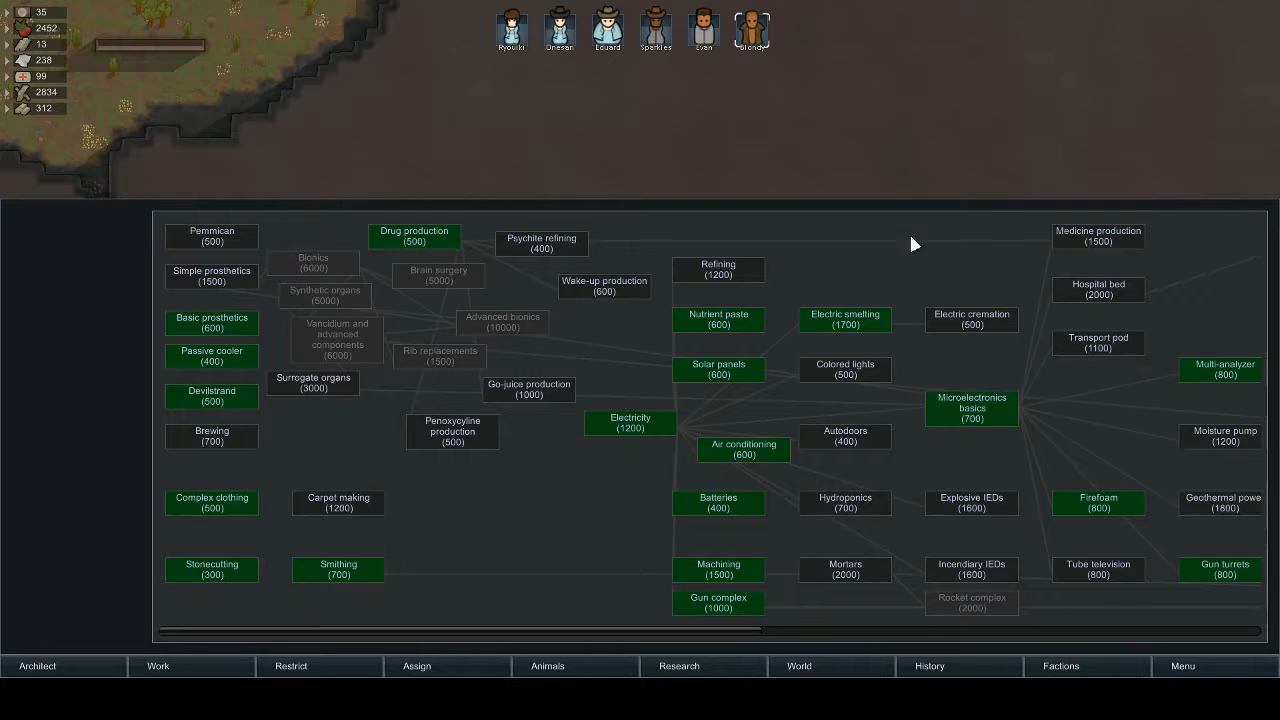 35
2452
13
238
99
2834
312
Ryouiki
Onesan
Eduard
Sparkles
Evan
Blondy
Pemmican
(500)
Simple prosthetics
(1500)
Basic prosthetics
(600)
Passive cooler
(400)
Devilstrand
(500)
Brewing
(700)
Complex clothing
(500)
Stonecutting
(300)
Bionics
(6000)
Synthetic organs
(5000)
Vancidium and
advanced
components
(6000)
Surrogate organs
(3000)
Carpet making
(1200)
Smithing
(700)
Drug production
(500)
Brain surgery
(5000)
Advanced bionics
(10000)
Rib replacements
(1500)
Penoxycyline
production
(500)
Psychite refining
(400)
Wake-up production
(600)
Go-juice production
(1000)
Electricity
(1200)
Refining
(1200)
Nutrient paste
(600)
Solar panels
(600)
Air conditioning
(600)
Batteries
(400)
Machining
(1500)
Gun complex
(1000)
Electric smelting
(1700)
Colored lights
(500)
Autodoors
(400)
Hydroponics
(700)
Mortars
(2000)
Electric cremation
(500)
Microelectronics
basics
(700)
Explosive IEDs
(1600)
Incendiary IEDs
(1600)
Rocket complex
(2000)
Medicine production
(1500)
Hospital bed
(2000)
Transport pod
(1100)
Firefoam
(800)
Tube television
(800)
Multi-analyzer
(800)
Moisture pump
(1200)
Geothermal powe
(1800)
Gun turrets
(800)
Architect
Work
Restrict
Assign
Animals
Research
World
History
Factions
Menu